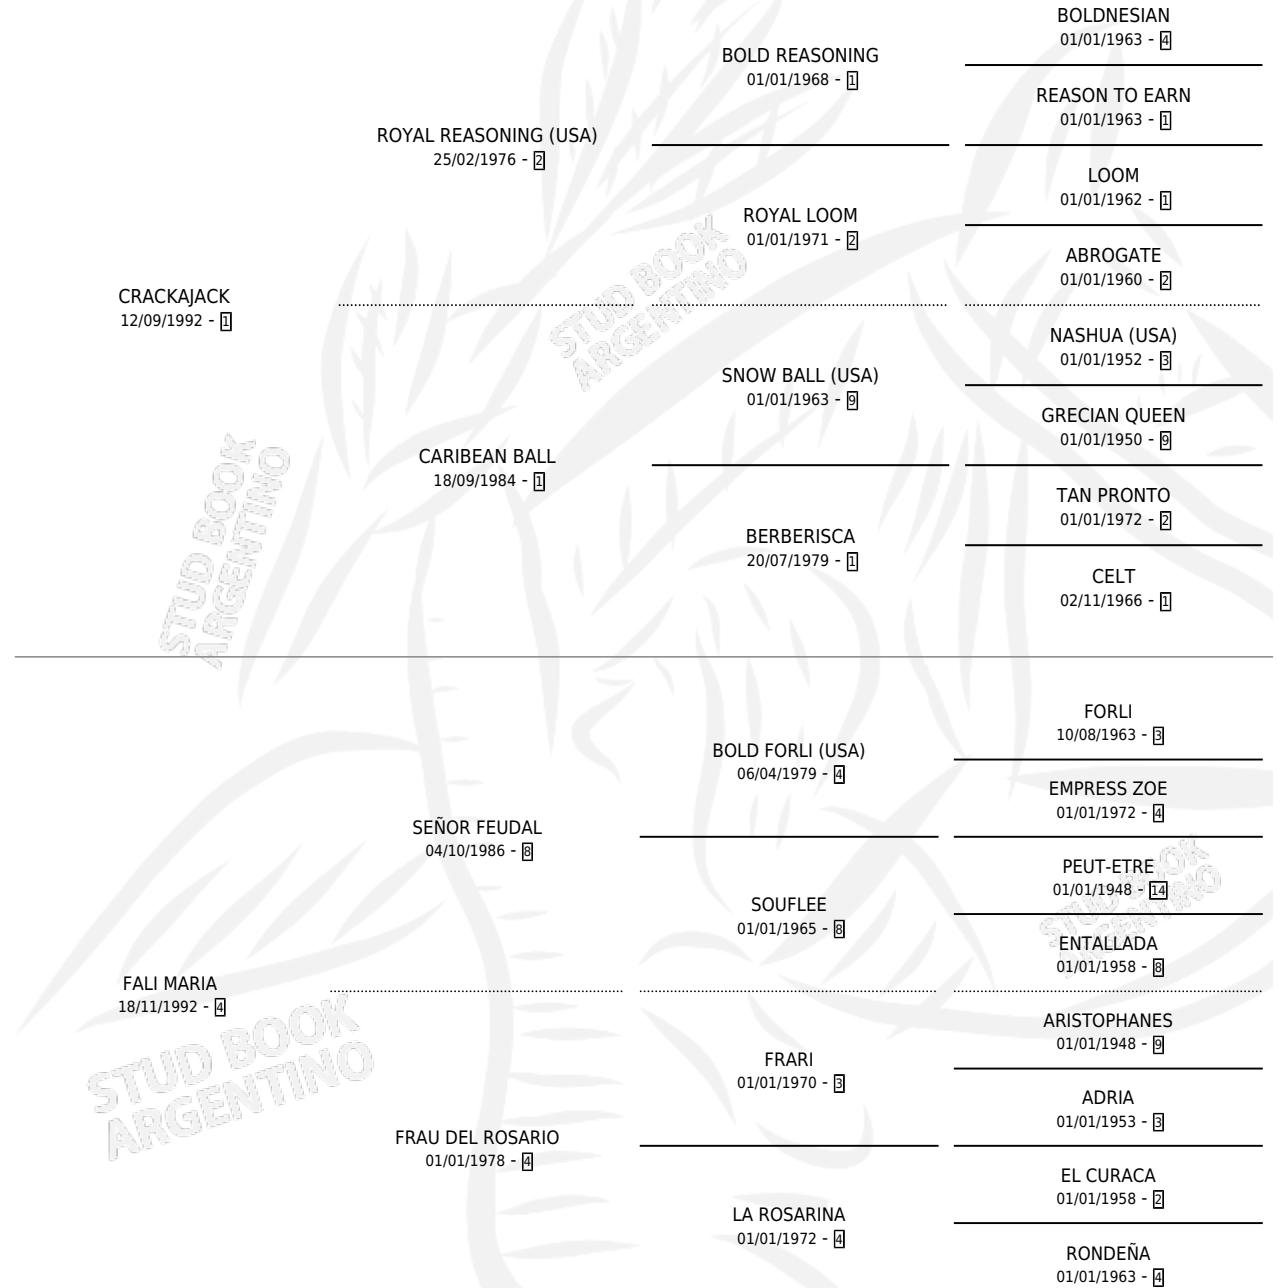 BOLDNESIAN
01/01/1963 - 4
BOLD REASONING
01/01/1968 - 1
REASON TO EARN
01/01/1963 - 1
ROYAL REASONING (USA)
25/02/1976 - 2
LOOM
01/01/1962 - 1
ROYAL LOOM
01/01/1971 - 2
ABROGATE
01/01/1960 - 2
CRACKAJACK
12/09/1992 - 1
STUD BOOK
ARGENTINO
NASHUA (USA)
01/01/1952 - 3
SNOW BALL (USA)
01/01/1963 - 9
GRECIAN QUEEN
01/01/1950 - 9
CARIBEAN BALL
18/09/1984 - 1
TAN PRONTO
01/01/1972 - 2
BERBERISCA
20/07/1979 - 1
CELT
02/11/1966 - 1
STUD BOOK
ARGENTINO
FORLI
10/08/1963 - 3
BOLD FORLI (USA)
06/04/1979 - 4
EMPRESS ZOE
01/01/1972 - 4
SEÑOR FEUDAL
04/10/1986 - 8
PEUT-ETRE
01/01/1948 - 14
SOUFLEE
01/01/1965 - 8
ENTALLADA
01/01/1958 - 8
STUD BOOK
ARGENTINO
FALI MARIA
18/11/1992 - 4
ARISTOPHANES
01/01/1948 - 9
FRARI
01/01/1970 - 3
ADRIA
01/01/1953 - 3
STUD BOOK
ARGENTINO
FRAU DEL ROSARIO
01/01/1978 - 4
EL CURACA
01/01/1958 - 2
LA ROSARINA
01/01/1972 - 4
RONDEÑA
01/01/1963 - 4